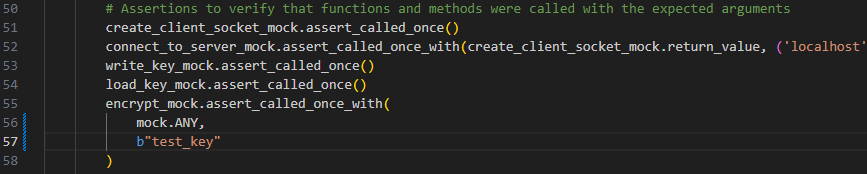 50 # Assertions to verify that functions and methods were called with the expected arguments
51 create_client_socket_mock.assert_called_once()
52 connect_to_server_mock.assert_called_once_with(create_client_socket_mock.return_value, ('localhost'
53 write_key_mock.assert_called_once()
54 load_key_mock.assert_called_once()
55 encrypt_mock.assert_called_once_with(
56 mock.ANY,
57 b"test_key"
58 )